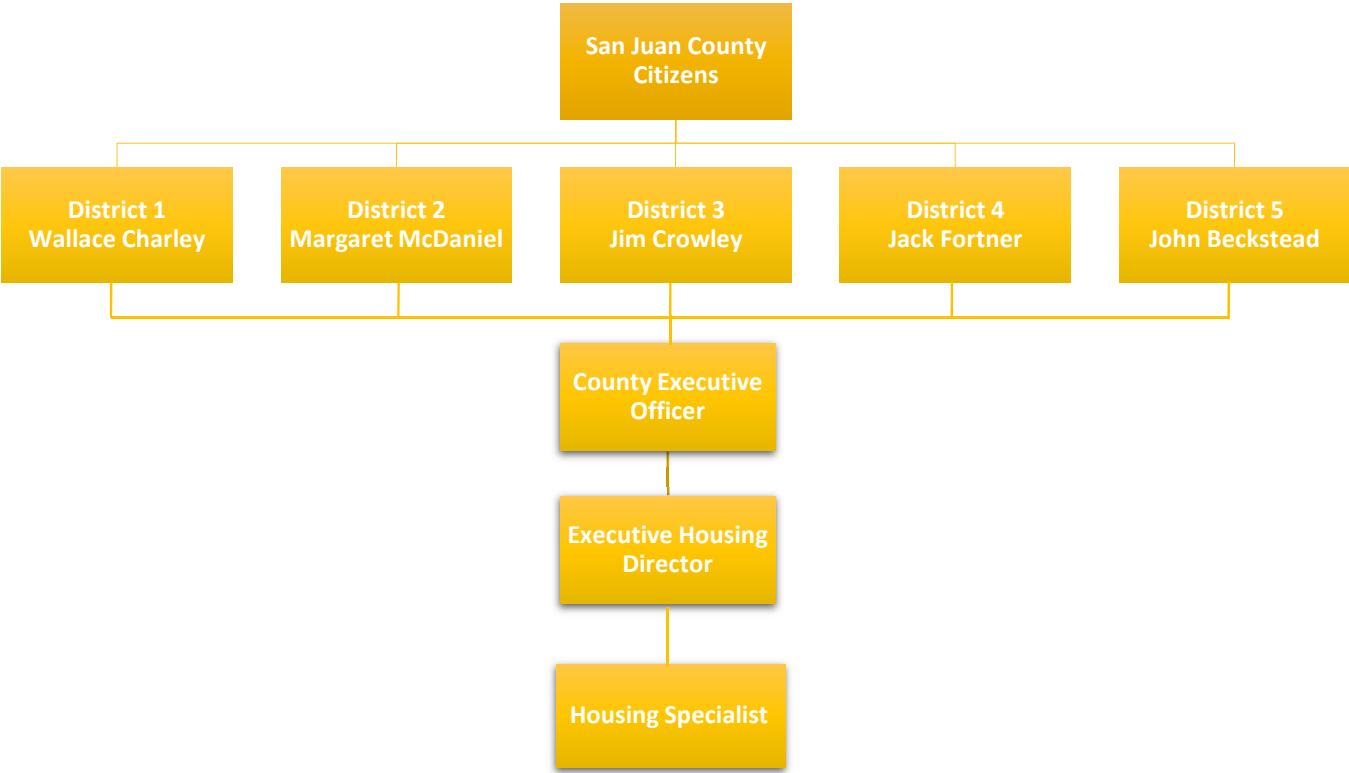 San Juan County
Citizens
District 1
Wallace Charley
District 2
Margaret McDaniel
District 3
Jim Crowley
District 4
Jack Fortner
District 5
John Beckstead
County Executive
Officer
Executive Housing
Director
Housing Specialist